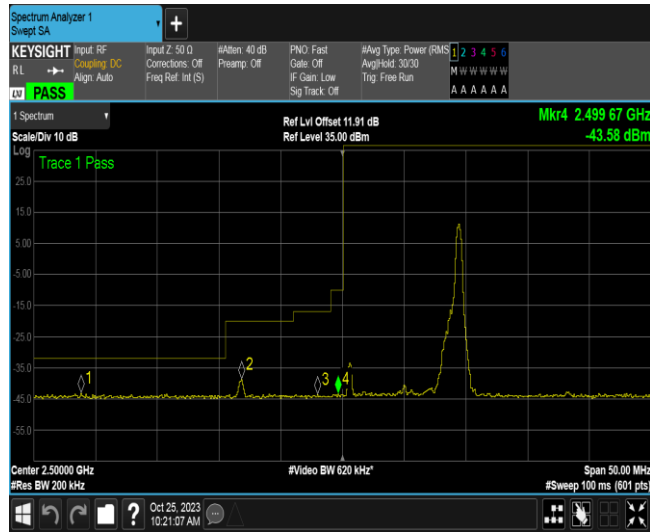 Spectrum Analyzer 1
Swept SA
+
KEYSIGHT
RL
Input: RF
Coupling: DC
Align: Auto
Input Z: 50 Ω
Corrections: Off
Freq Ref: Int (S)
#Atten: 40 dB
Preamp: Off
PNO: Fast
Gate: Off
IF Gain: Low
Sig Track: Off
#Avg Type: Power (RMS
Avg|Hold: 30/30
Trig: Free Run
1 2 3 4 5 6
M W W W W W
A A A A A A
LXI PASS
1 Spectrum
Scale/Div 10 dB
Ref Lvl Offset 11.91 dB
Ref Level 35.00 dBm
Mkr4 2.499 67 GHz
-43.58 dBm
Log
Trace 1 Pass
25.0
15.0
5.00
-5.00
-15.0
-25.0
-35.0
-45.0
-55.0
1
2
3
4
Center 2.50000 GHz
#Res BW 200 kHz
#Video BW 620 kHz*
Span 50.00 MHz
#Sweep 100 ms (601 pts)
?
Oct 25, 2023
10:21:07 AM